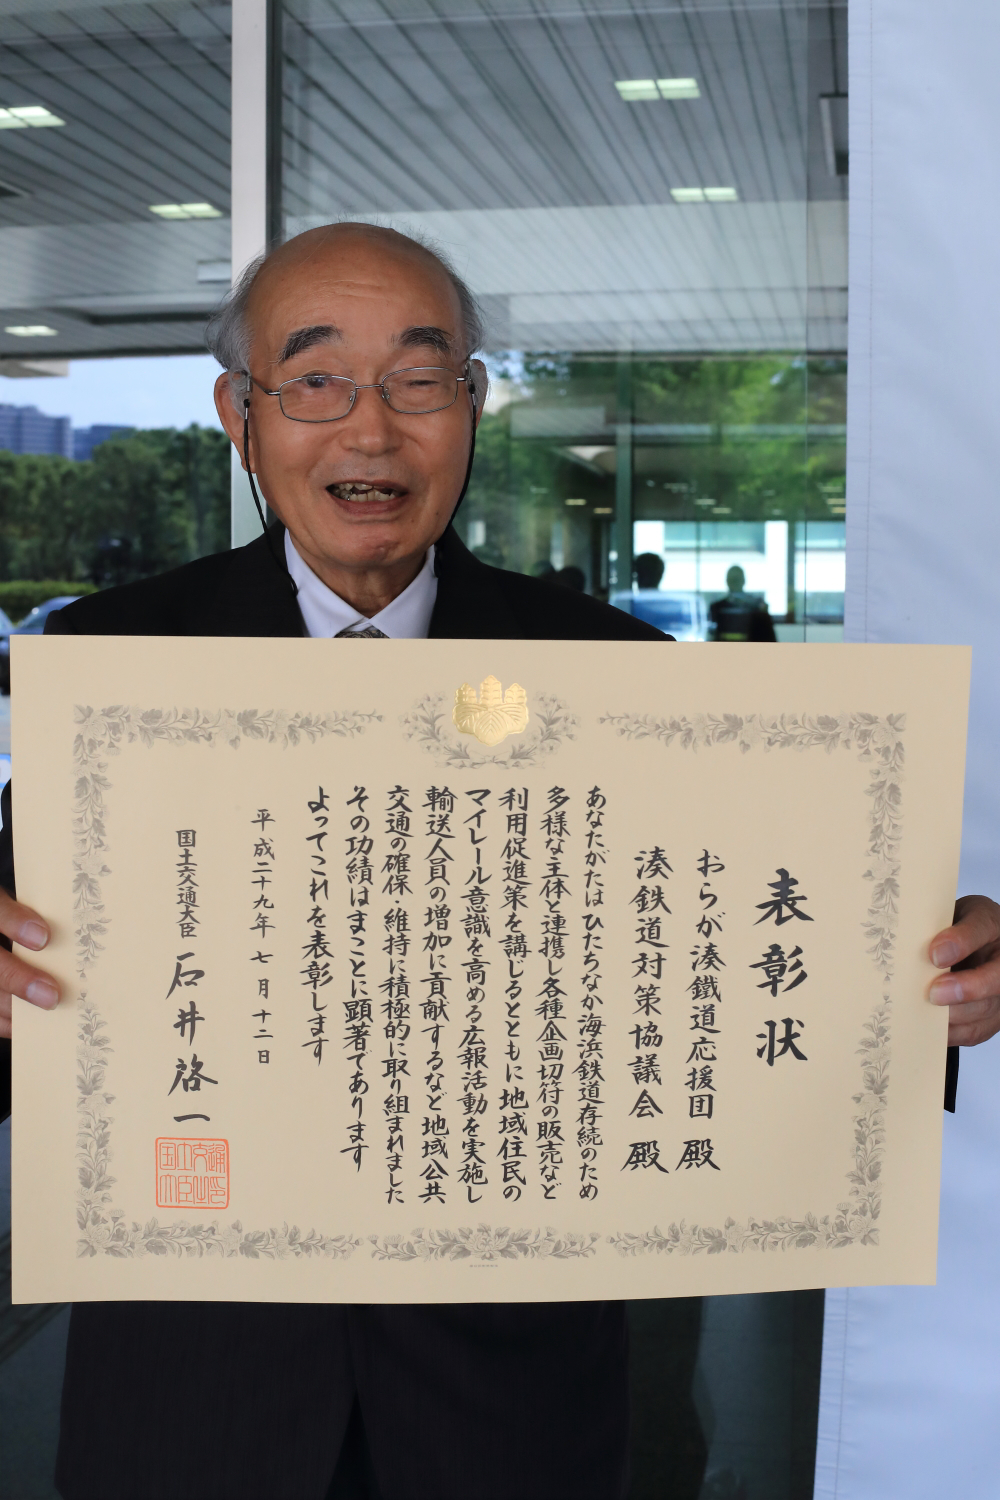 表彰状
おらが湊鐵道応援団 殿
湊鉄道対策協議会 殿
あなたがたはひたちなか海浜鉄道存続のため
多様な主体と連携し各種企画切符の販売など
利用促進策を講じるとともに地域住民の
マイレール意識を高める広報活動を実施し
輸送人員の増加に貢献するなど地域公共
交通の確保・維持に積極的に取り組まれました
その功績はまことに顕著であります
よってこれを表彰します
平成二十九年七月十二日
国土交通大臣 石井啓一
国土交通大臣之印